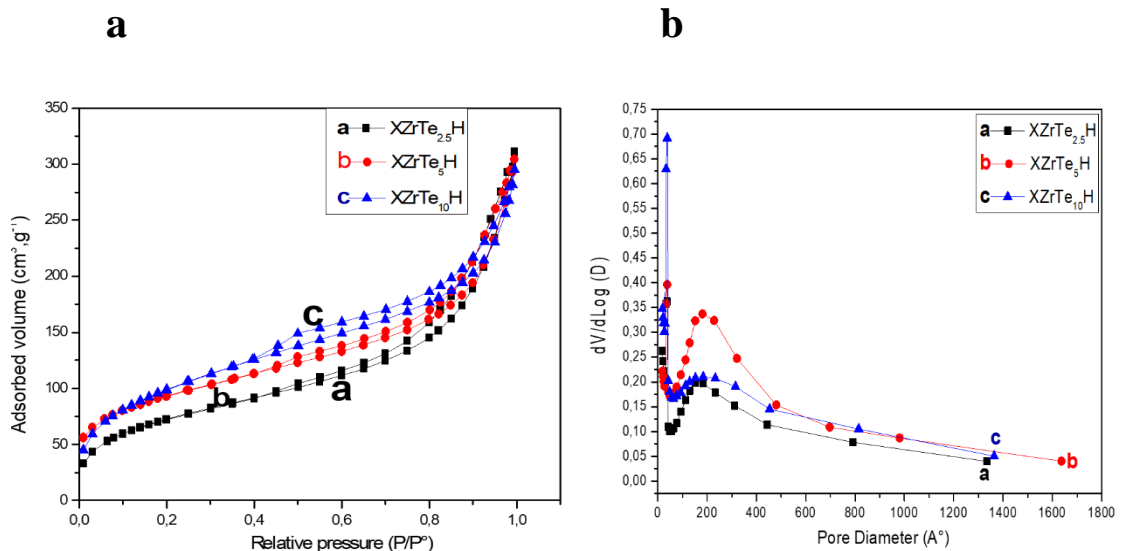 a
b
350
300
250
200
150
100
50
0
0,0
0,2
0,4
0,6
0,8
1,0
Adsorbed volume (cm³,g⁻¹)
Relative pressure (P/P°)
a XZrTe2.5H
b XZrTe5H
c XZrTe10H
c
b
a
0,75
0,70
0,65
0,60
0,55
0,50
0,45
0,40
0,35
0,30
0,25
0,20
0,15
0,10
0,05
0,00
0
200
400
600
800
1000
1200
1400
1600
1800
dV/dLog (D)
Pore Diameter (A°)
a XZrTe2.5H
b XZrTe5H
c XZrTe10H
c
a
b